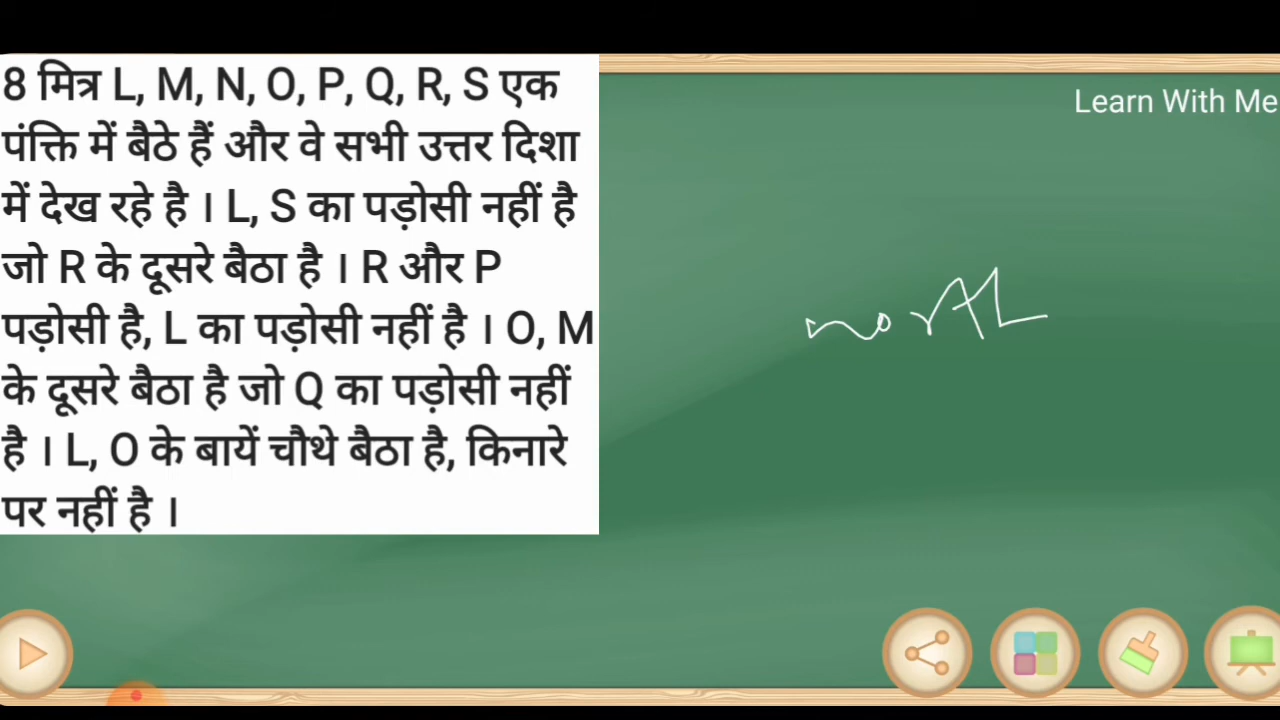 8 मित्र L, M, N, O, P, Q, R, S एक
पंक्ति में बैठे हैं और वे सभी उत्तर दिशा
में देख रहे है । L, S का पड़ोसी नहीं है
जो R के दूसरे बैठा है । R और P
पड़ोसी है, L का पड़ोसी नहीं है । O, M
के दूसरे बैठा है जो Q का पड़ोसी नहीं
है । L, O के बायें चौथे बैठा है, किनारे
पर नहीं है ।
Learn With Me